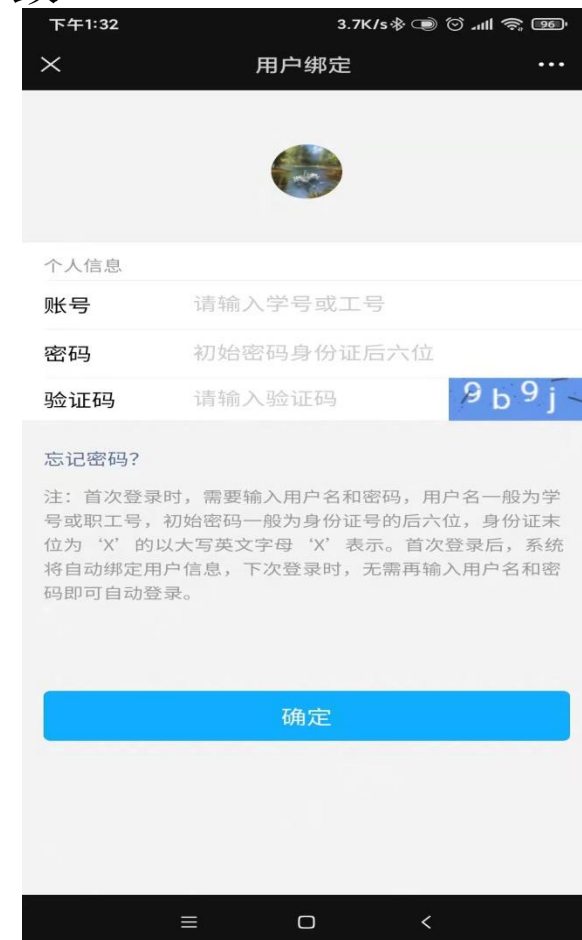 下午1:32 3.7K/s 96
用户绑定
个人信息
账号 请输入学号或工号
密码 初始密码身份证后六位
验证码 请输入验证码 9b9j
忘记密码?
注：首次登录时，需要输入用户名和密码，用户名一般为学
号或职工号，初始密码一般为身份证号的后六位，身份证末
位为‘X’的以大写英文字母‘X’表示。首次登录后，系统
将自动绑定用户信息，下次登录时，无需再输入用户名和密
码即可自动登录。
确定